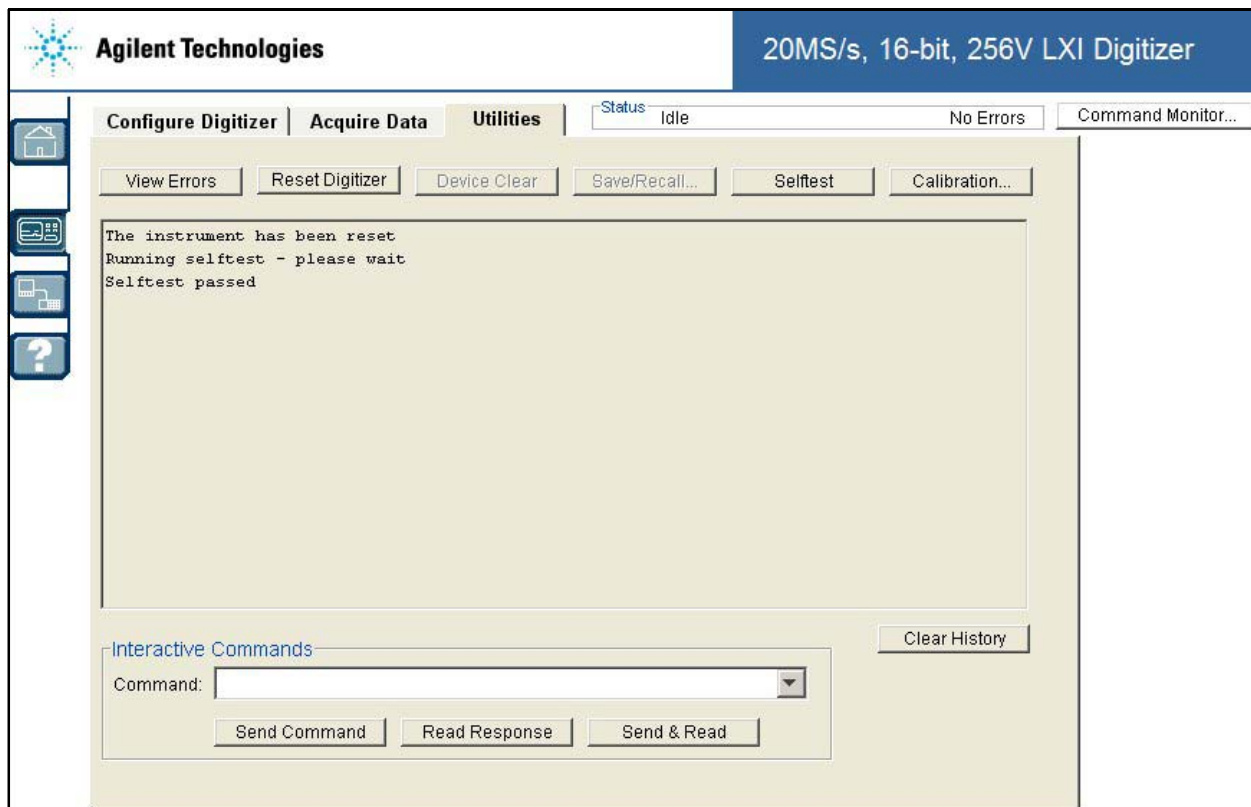 Agilent Technologies
20MS/s, 16-bit, 256V LXI Digitizer
Configure Digitizer
Acquire Data
Utilities
Status
Idle
No Errors
Command Monitor...
View Errors
Reset Digitizer
Device Clear
Save/Recall...
Selftest
Calibration...
The instrument has been reset
Running selftest - please wait
Selftest passed
?
Clear History
Interactive Commands
Command:
Send Command
Read Response
Send & Read